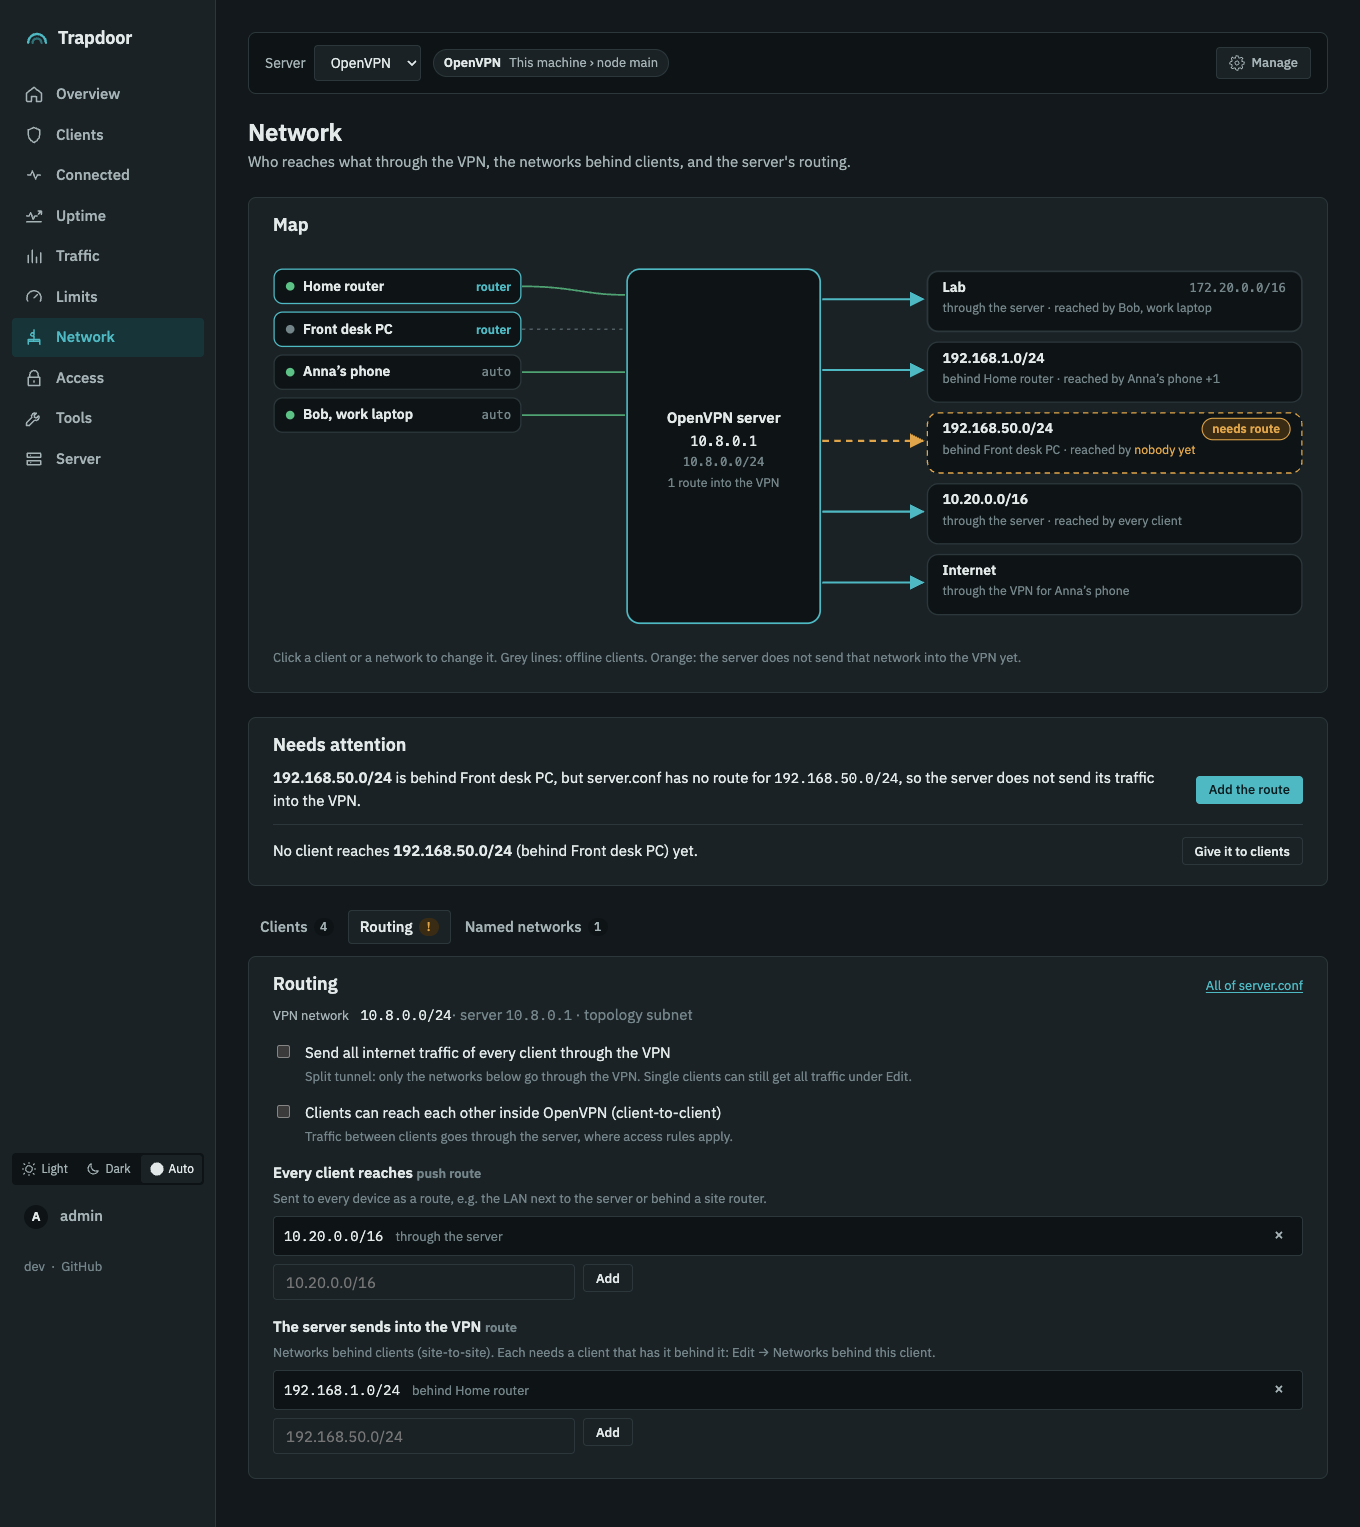 Trapdoor
Overview
Clients
Connected
Uptime
Traffic
Limits
Network
Access
Tools
Server
Light Dark Auto
A admin
dev · GitHub
Server OpenVPN OpenVPN This machine › node main Manage
Network
Who reaches what through the VPN, the networks behind clients, and the server's routing.
Map
Home router router
Front desk PC router
Anna’s phone auto
Bob, work laptop auto
OpenVPN server
10.8.0.1
10.8.0.0/24
1 route into the VPN
Lab 172.20.0.0/16
through the server · reached by Bob, work laptop
192.168.1.0/24
behind Home router · reached by Anna’s phone +1
192.168.50.0/24 needs route
behind Front desk PC · reached by nobody yet
10.20.0.0/16
through the server · reached by every client
Internet
through the VPN for Anna’s phone
Click a client or a network to change it. Grey lines: offline clients. Orange: the server does not send that network into the VPN yet.
Needs attention
192.168.50.0/24 is behind Front desk PC, but server.conf has no route for 192.168.50.0/24, so the server does not send its traffic
into the VPN.
Add the route
No client reaches 192.168.50.0/24 (behind Front desk PC) yet.
Give it to clients
Clients 4 Routing ! Named networks 1
Routing All of server.conf
VPN network 10.8.0.0/24· server 10.8.0.1 · topology subnet
Send all internet traffic of every client through the VPN
Split tunnel: only the networks below go through the VPN. Single clients can still get all traffic under Edit.
Clients can reach each other inside OpenVPN (client-to-client)
Traffic between clients goes through the server, where access rules apply.
Every client reaches push route
Sent to every device as a route, e.g. the LAN next to the server or behind a site router.
10.20.0.0/16 through the server ×
10.20.0.0/16 Add
The server sends into the VPN route
Networks behind clients (site-to-site). Each needs a client that has it behind it: Edit → Networks behind this client.
192.168.1.0/24 behind Home router ×
192.168.50.0/24 Add